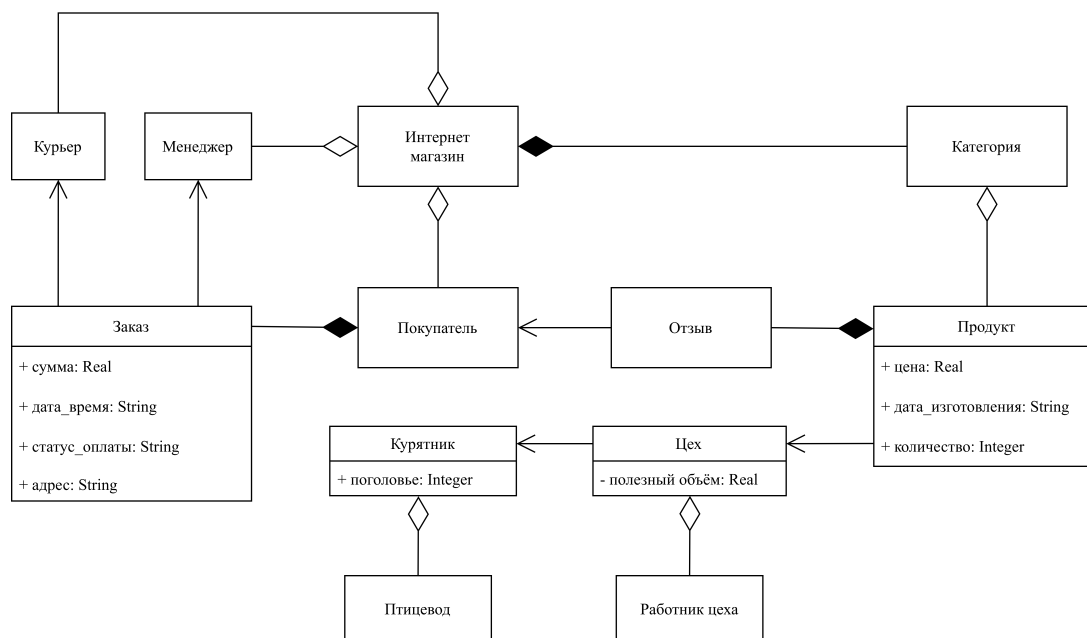 Курьер
Менеджер
Интернет
магазин
Категория
Заказ
+ сумма: Real
+ дата_время: String
+ статус_оплаты: String
+ адрес: String
Покупатель
Отзыв
Продукт
+ цена: Real
+ дата_изготовления: String
+ количество: Integer
Курятник
+ поголовье: Integer
Цех
- полезный объём: Real
Птицевод
Работник цеха